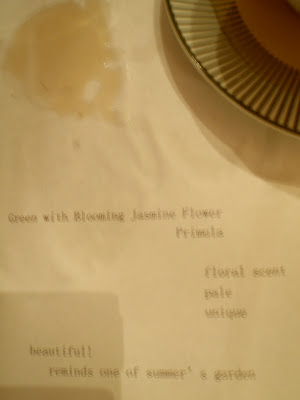 Green with Blooming Jasmine Flower
Primula
floral scent
pale
unique
beautiful!
reminds one of summer's garden